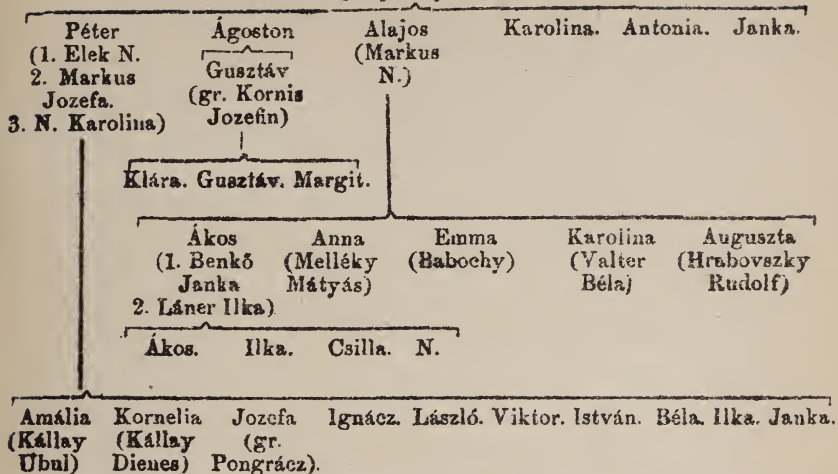 Péter Ágoston Alajos Karolina. Antonia. Janka.
(1. Elek N. (Markus
Gusztáv N.)
2. Markus (gr. Kornis
Jozefa. Jozefin)
3. N. Karolina)
Klára. Gusztáv. Margit.
Ákos Anna Emma Karolina Auguszta
(1. Benkő (Melléky (Babochy) (Valter (Hrabovszky
Janka Mátyás) Béla) Rudolf)
2. Láner Ilka)
Ákos. Ilka. Csilla. N.
Amália Kornelia Jozefa Ignácz. László. Viktor. István. Béla. Ilka. Janka.
(Kállay (Kállay (gr.
Ubul) Dienes) Pongrácz).